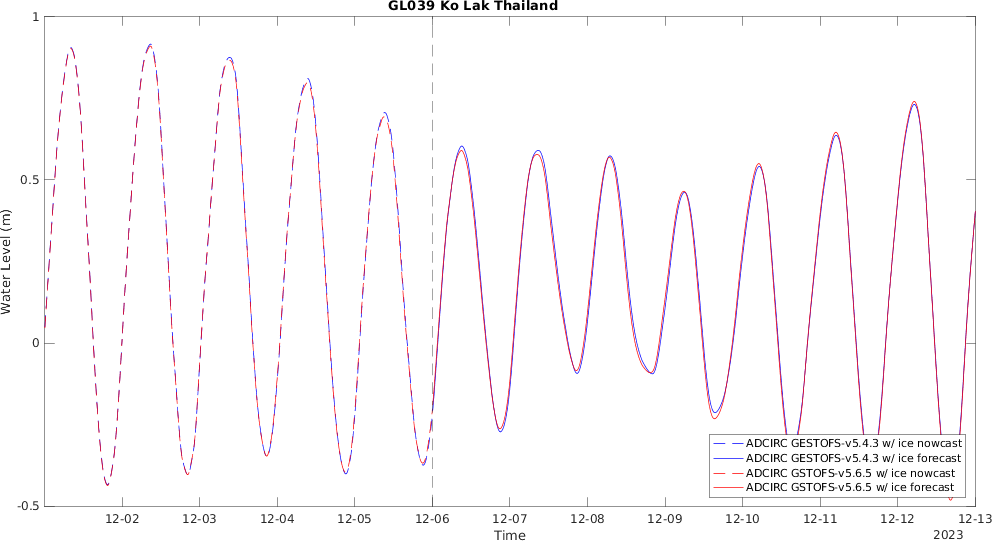 GL039 Ko Lak Thailand
1
0.5
0
-0.5
Water Level (m)
12-02 12-03 12-04 12-05 12-06 12-07 12-08 12-09 12-10 12-11 12-12 12-13
Time
2023
ADCIRC GESTOFS-v5.4.3 w/ ice nowcast
ADCIRC GESTOFS-v5.4.3 w/ ice forecast
ADCIRC GSTOFS-v5.6.5 w/ ice nowcast
ADCIRC GSTOFS-v5.6.5 w/ ice forecast